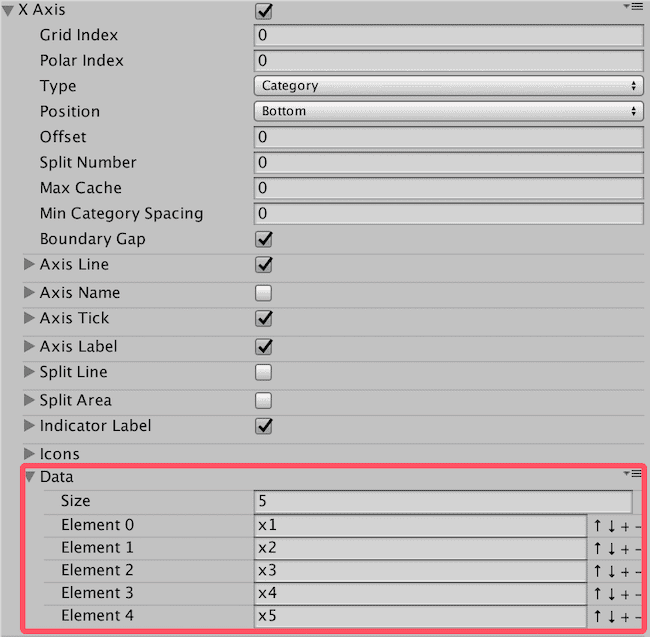 X Axis
Grid Index 0
Polar Index 0
Type Category
Position Bottom
Offset 0
Split Number 0
Max Cache 0
Min Category Spacing 0
Boundary Gap
Axis Line
Axis Name
Axis Tick
Axis Label
Split Line
Split Area
Indicator Label
Icons
Data
Size 5
Element 0 x1 ↑ ↓ + -
Element 1 x2 ↑ ↓ + -
Element 2 x3 ↑ ↓ + -
Element 3 x4 ↑ ↓ + -
Element 4 x5 ↑ ↓ + -